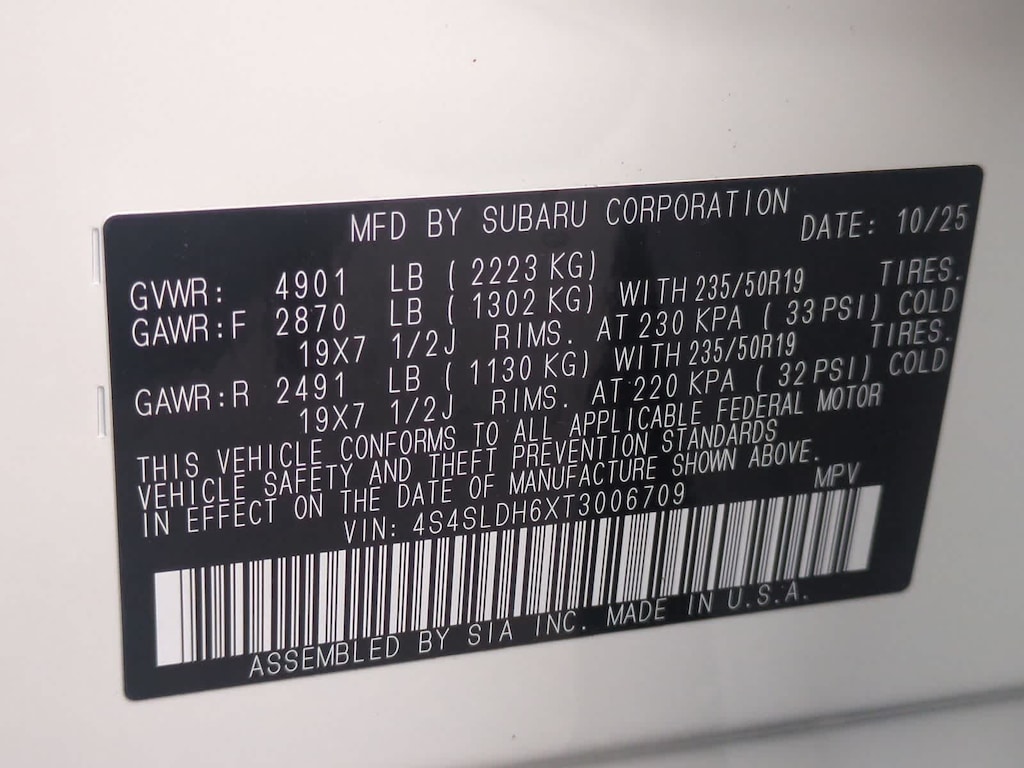 MFD BY SUBARU CORPORATION DATE: 10/25
GVWR: 4901 LB ( 2223 KG)
GAWR:F 2870 LB ( 1302 KG) WITH 235/50R19 TIRES.
19X7 1/2J RIMS. AT 230 KPA ( 33 PSI) COLD
GAWR:R 2491 LB ( 1130 KG) WITH 235/50R19 TIRES.
19X7 1/2J RIMS. AT 220 KPA ( 32 PSI) COLD
THIS VEHICLE CONFORMS TO ALL APPLICABLE FEDERAL MOTOR
VEHICLE SAFETY AND THEFT PREVENTION STANDARDS
IN EFFECT ON THE DATE OF MANUFACTURE SHOWN ABOVE.
VIN: 4S4SLDH6XT3006709 MPV
ASSEMBLED BY SIA INC. MADE IN U.S.A.